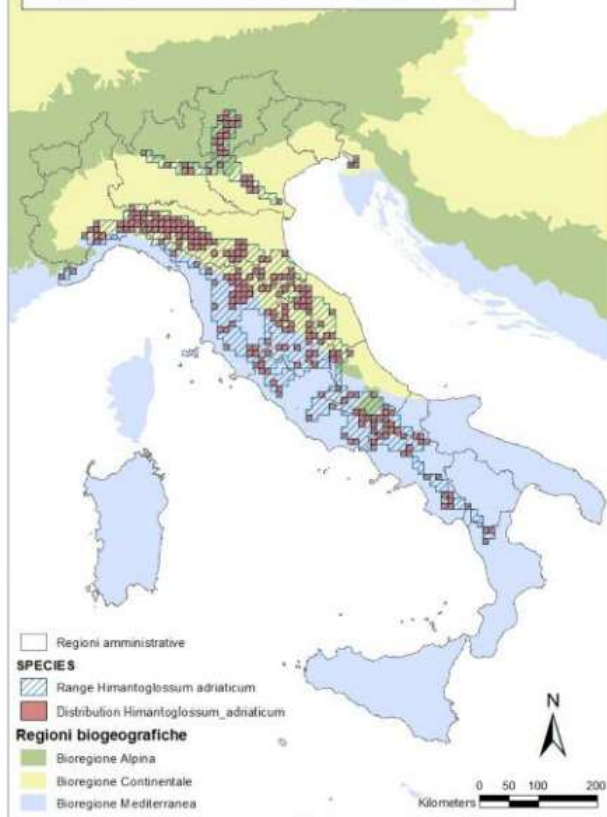 Regioni amministrative
SPECIES
Range Himantoglossum adriaticum
Distribution Himantoglossum_adriaticum
Regioni biogeografiche
Bioregione Alpina
Bioregione Continentale
Bioregione Mediterranea
N
0 50 100 200
Kilometers